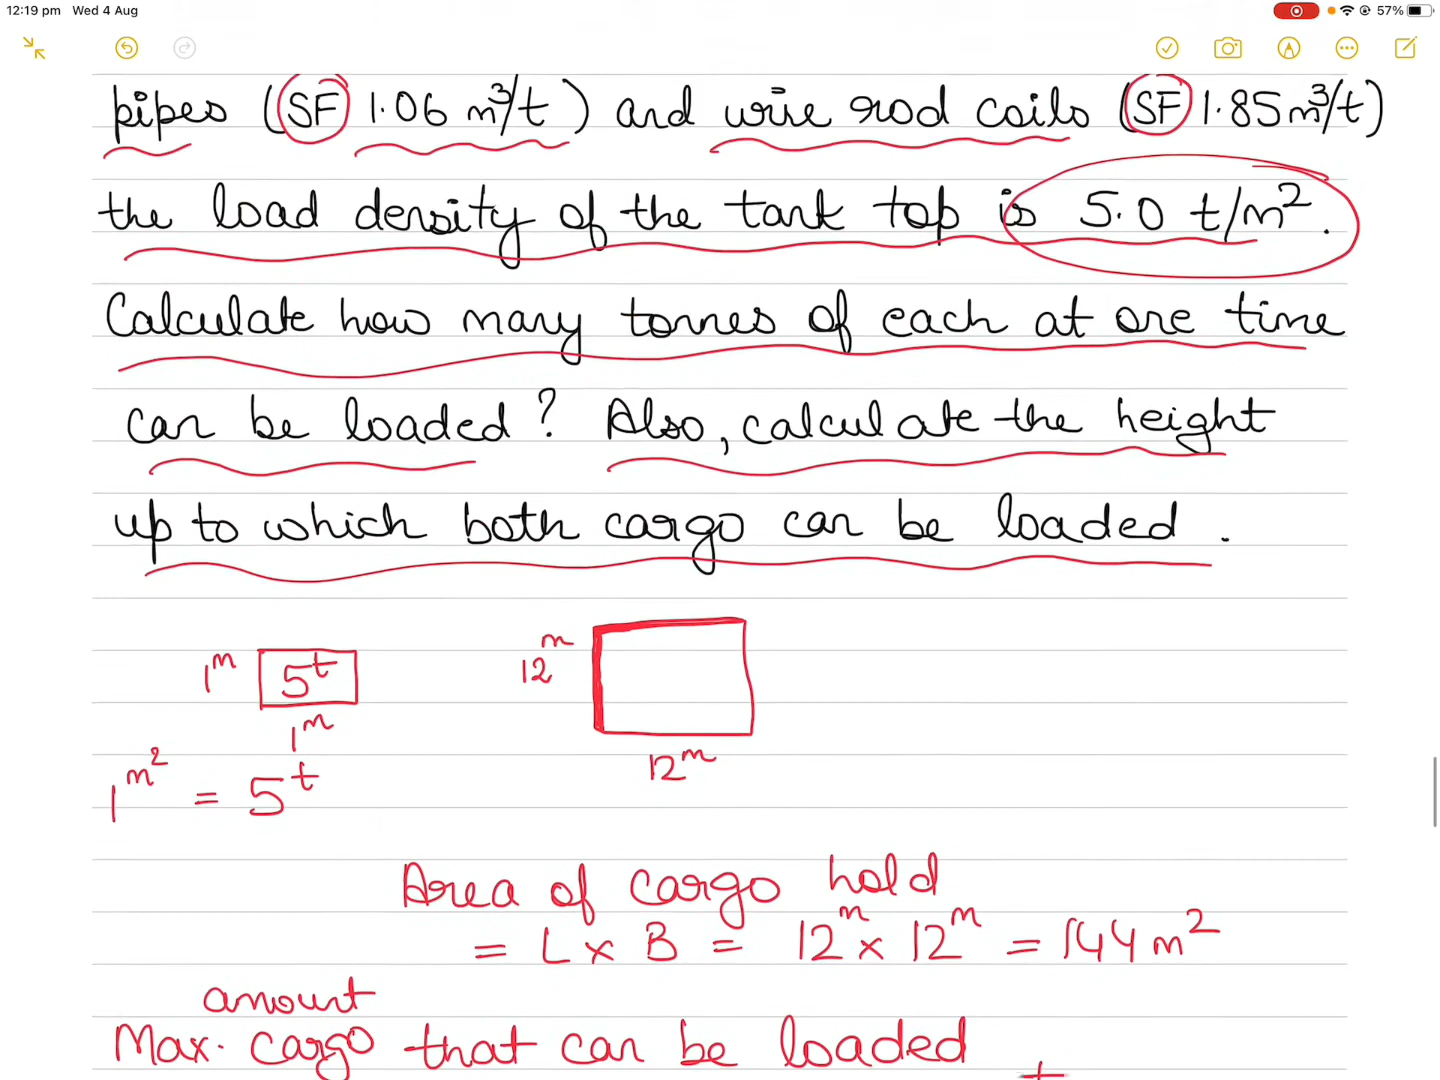 12:19 pm Wed 4 Aug
57%
pipes (SF 1.06 m³/t) and wire rod coils (SF 1.85 m³/t)
the load density of the tank top is 5.0 t/m².
Calculate how many tonnes of each at one time
can be loaded? Also, calculate the height
up to which both cargo can be loaded.
1m 5t
1m
12m
12m
1m² = 5t
Area of cargo hold
= L x B = 12m x 12m = 144 m²
amount
Max. cargo that can be loaded